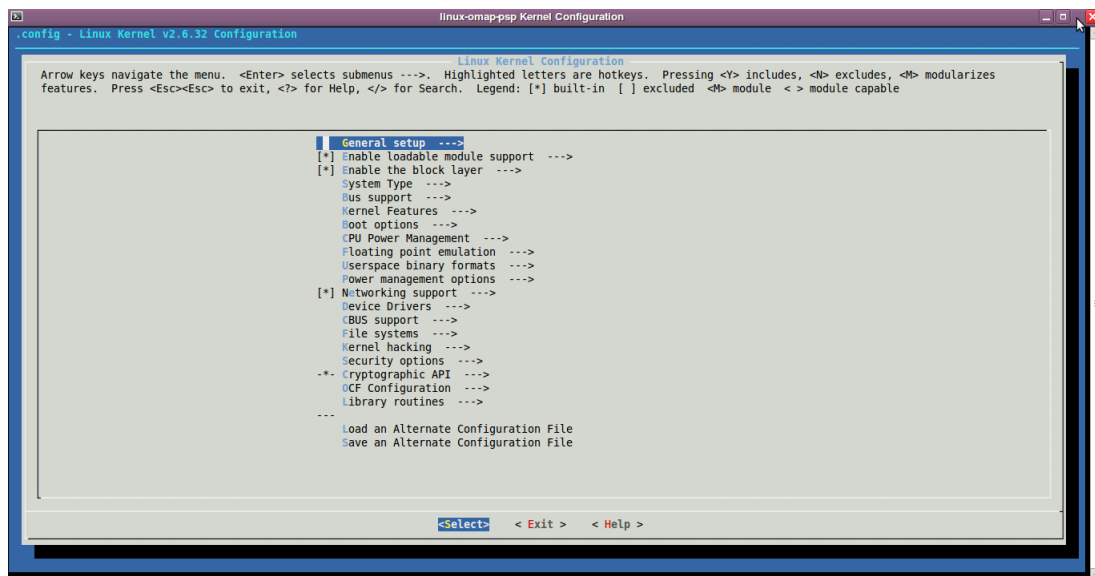 linux-omap-psp Kernel Configuration
.config - Linux Kernel v2.6.32 Configuration
Linux Kernel Configuration
Arrow keys navigate the menu.  <Enter> selects submenus --->.  Highlighted letters are hotkeys.  Pressing <Y> includes, <N> excludes, <M> modularizes
features.  Press <Esc><Esc> to exit, <?> for Help, </> for Search.  Legend: [*] built-in  [ ] excluded  <M> module  < > module capable
General setup  --->
[*] Enable loadable module support  --->
[*] Enable the block layer  --->
System Type  --->
Bus support  --->
Kernel Features  --->
Boot options  --->
CPU Power Management  --->
Floating point emulation  --->
Userspace binary formats  --->
Power management options  --->
[*] Networking support  --->
Device Drivers  --->
CBUS support  --->
File systems  --->
Kernel hacking  --->
Security options  --->
-*- Cryptographic API  --->
OCF Configuration  --->
Library routines  --->
---
Load an Alternate Configuration File
Save an Alternate Configuration File
<Select>    < Exit >    < Help >